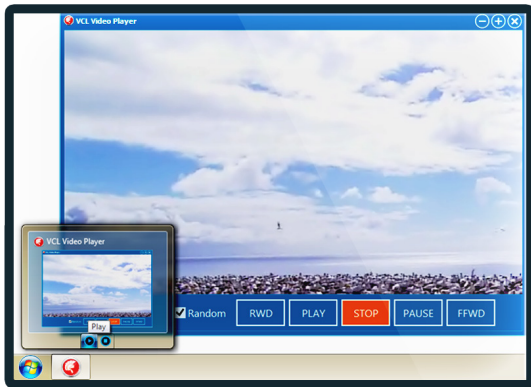 VCL Video Player
VCL Video Player
Play
Random
RWD
PLAY
STOP
PAUSE
FFWD